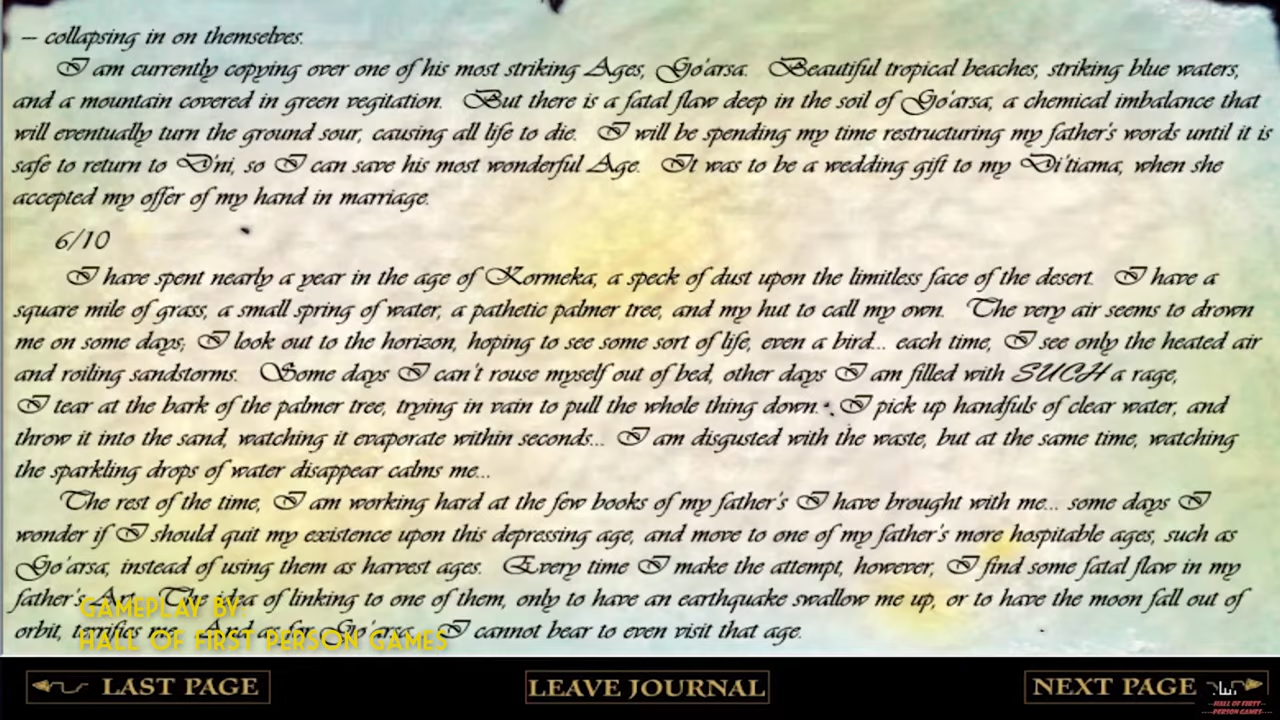 – collapsing in on themselves.
I am currently copying over one of his most striking Ages, Go'arsa. Beautiful tropical beaches, striking blue waters,
and a mountain covered in green vegitation. But there is a fatal flaw deep in the soil of Go'arsa, a chemical imbalance that
will eventually turn the ground sour, causing all life to die. I will be spending my time restructuring my father's words until it is
safe to return to D'ni, so I can save his most wonderful Age. It was to be a wedding gift to my Di'tiama, when she
accepted my offer of my hand in marriage.
6/10
I have spent nearly a year in the age of Kormeka, a speck of dust upon the limitless face of the desert. I have a
square mile of grass, a small spring of water, a pathetic palmer tree, and my hut to call my own. The very air seems to drown
me on some days; I look out to the horizon, hoping to see some sort of life, even a bird... each time, I see only the heated air
and roiling sandstorms. Some days I can't rouse myself out of bed, other days I am filled with SUCH a rage,
I tear at the bark of the palmer tree, trying in vain to pull the whole thing down. I pick up handfuls of clear water, and
throw it into the sand, watching it evaporate within seconds... I am disgusted with the waste, but at the same time, watching
the sparkling drops of water disappear calms me...
The rest of the time, I am working hard at the few books of my father's I have brought with me... some days I
wonder if I should quit my existence upon this depressing age, and move to one of my father's more hospitable ages, such as
Go'arsa, instead of using them as harvest ages. Every time I make the attempt, however, I find some fatal flaw in my
father's Art. The idea of linking to one of them, only to have an earthquake swallow me up, or to have the moon fall out of
orbit, terrifies me. And as for Go'arsa... I cannot bear to even visit that age.
GAMEPLAY BY:
HALL OF FIRST PERSON GAMES
LAST PAGE
LEAVE JOURNAL
NEXT PAGE
HALL OF FIRST
PERSON GAMES